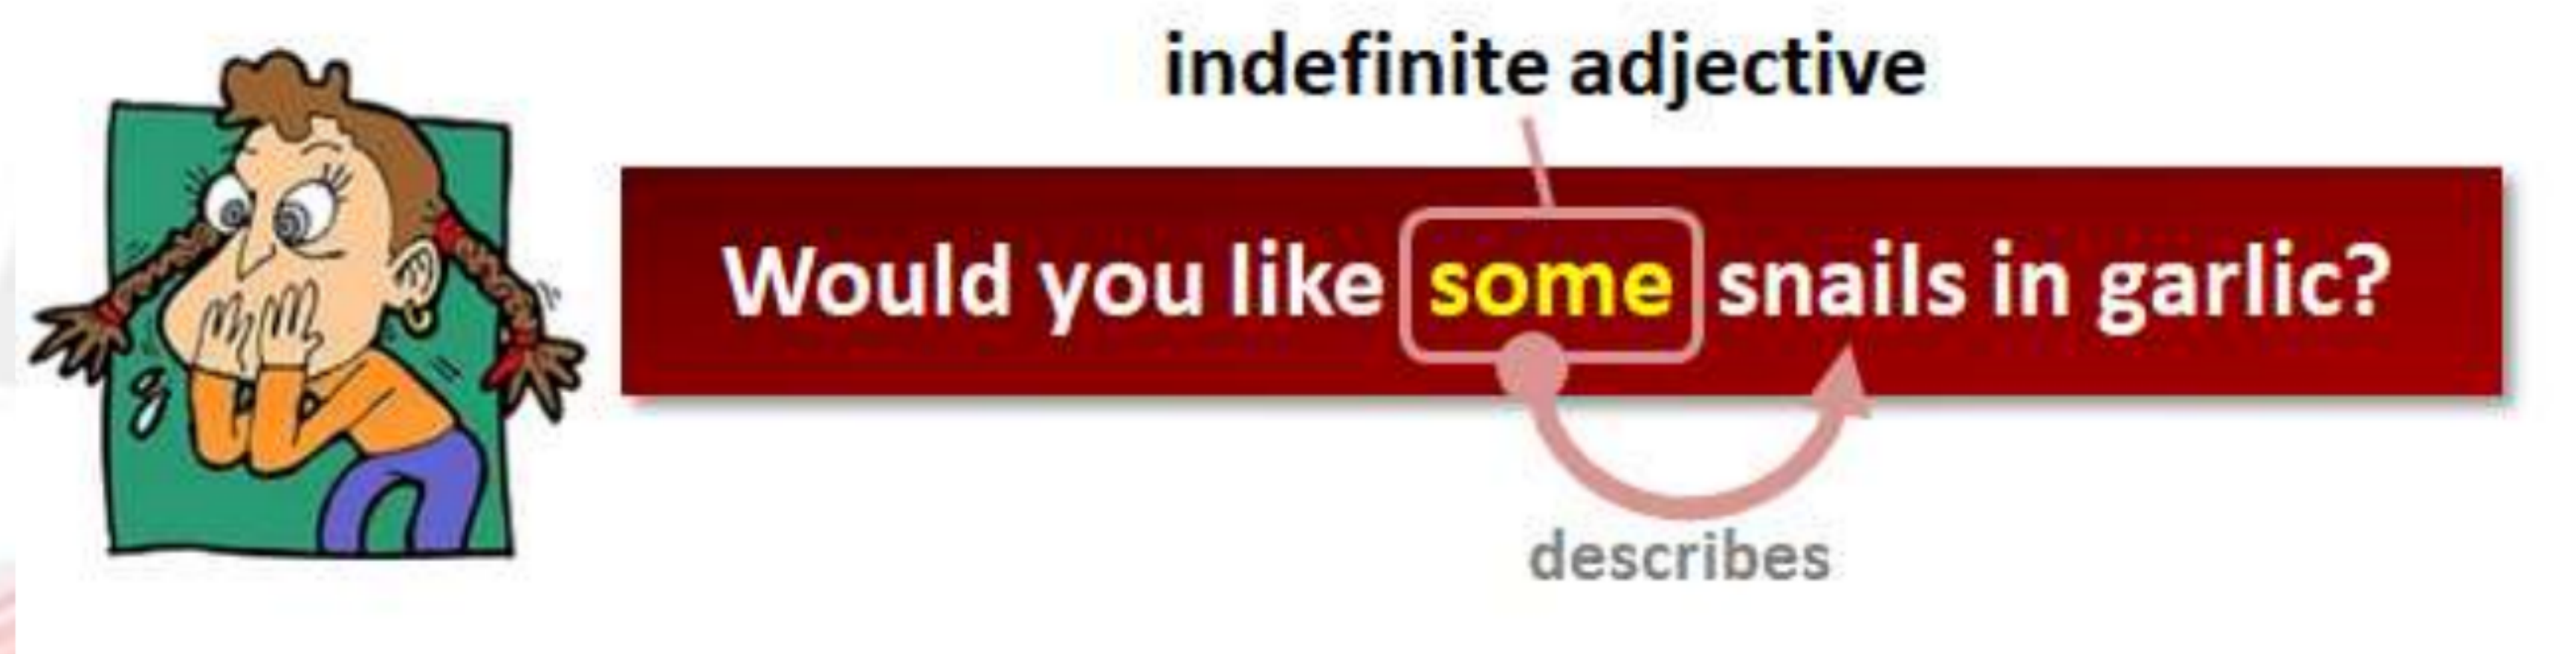 indefinite adjective
Would you like some snails in garlic?
describes